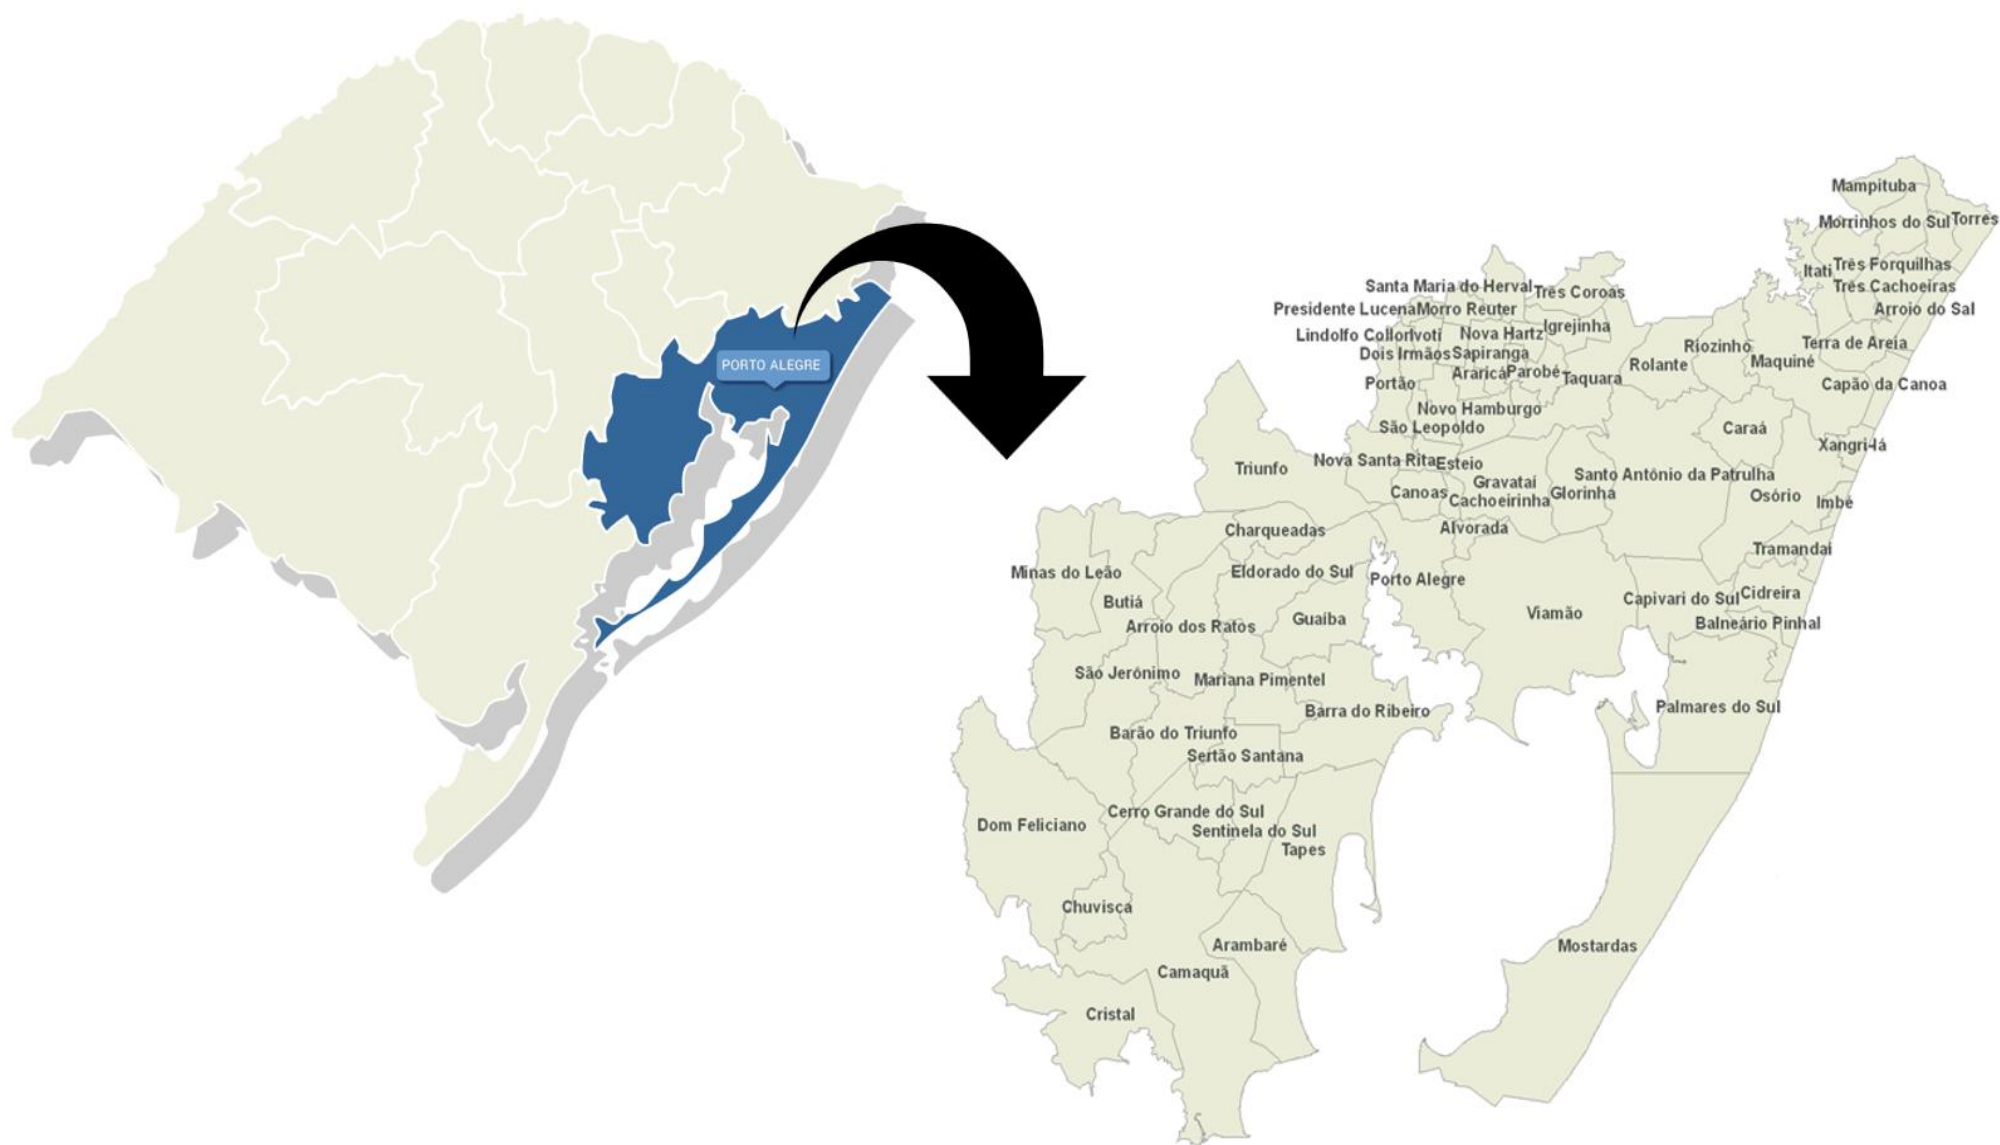 PORTO ALEGRE
Mampituba
Morrinhos do Sul
Torres
Itati
Três Forquilhas
Três Cachoeiras
Arroio do Sal
Santa Maria do Herval
Três Coroas
Presidente Lucena
Morro Reuter
Igrejinha
Lindolfo Collor
Ivoti
Nova Hartz
Terra de Areia
Riozinho
Dois Irmãos
Sapiranga
Maquiné
Rolante
Araricá
Parobé
Taquara
Portão
Capão da Canoa
Novo Hamburgo
São Leopoldo
Caraá
Xangri-lá
Nova Santa Rita
Esteio
Triunfo
Santo Antônio da Patrulha
Gravataí
Canoas
Glorinha
Cachoeirinha
Osório
Imbé
Charqueadas
Alvorada
Tramandaí
Minas do Leão
Eldorado do Sul
Porto Alegre
Cidreira
Capivari do Sul
Butiá
Viamão
Guaíba
Balneário Pinhal
Arroio dos Ratos
São Jerônimo
Mariana Pimentel
Palmares do Sul
Barra do Ribeiro
Barão do Triunfo
Sertão Santana
Cerro Grande do Sul
Dom Feliciano
Sentinela do Sul
Tapes
Chuvisca
Arambaré
Mostardas
Camaquã
Cristal